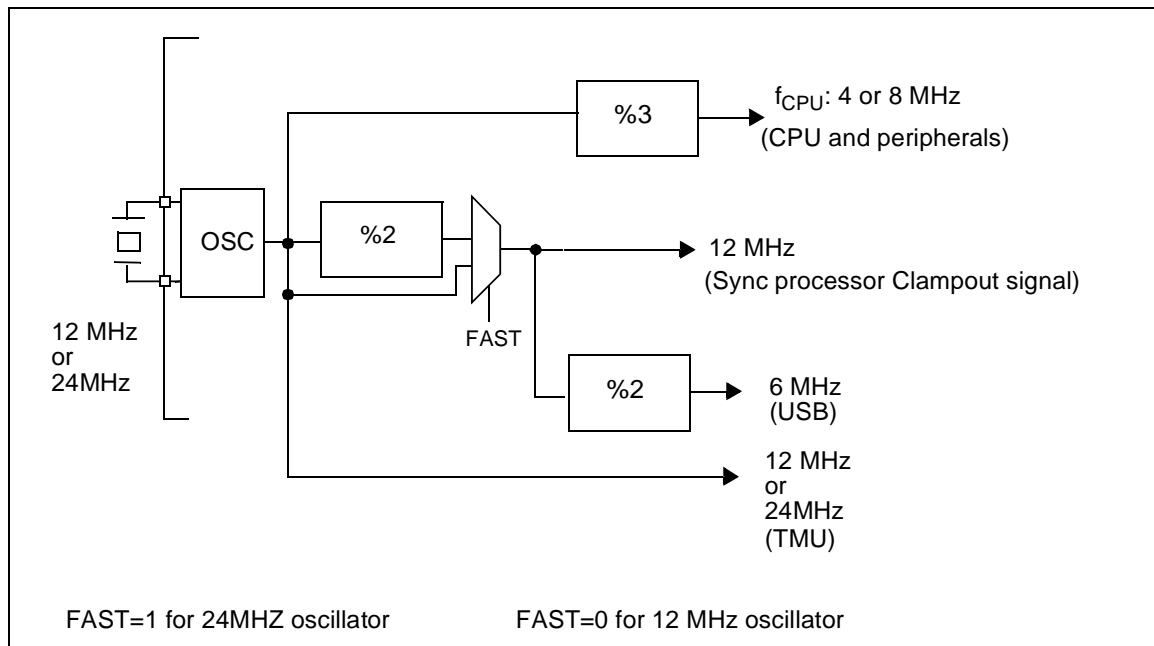 %3
f_CPU: 4 or 8 MHz
(CPU and peripherals)
OSC
%2
12 MHz
(Sync processor Clampout signal)
FAST
12 MHz
or
24MHz
%2
6 MHz
(USB)
12 MHz
or
24MHz
(TMU)
FAST=1 for 24MHZ oscillator
FAST=0 for 12 MHz oscillator